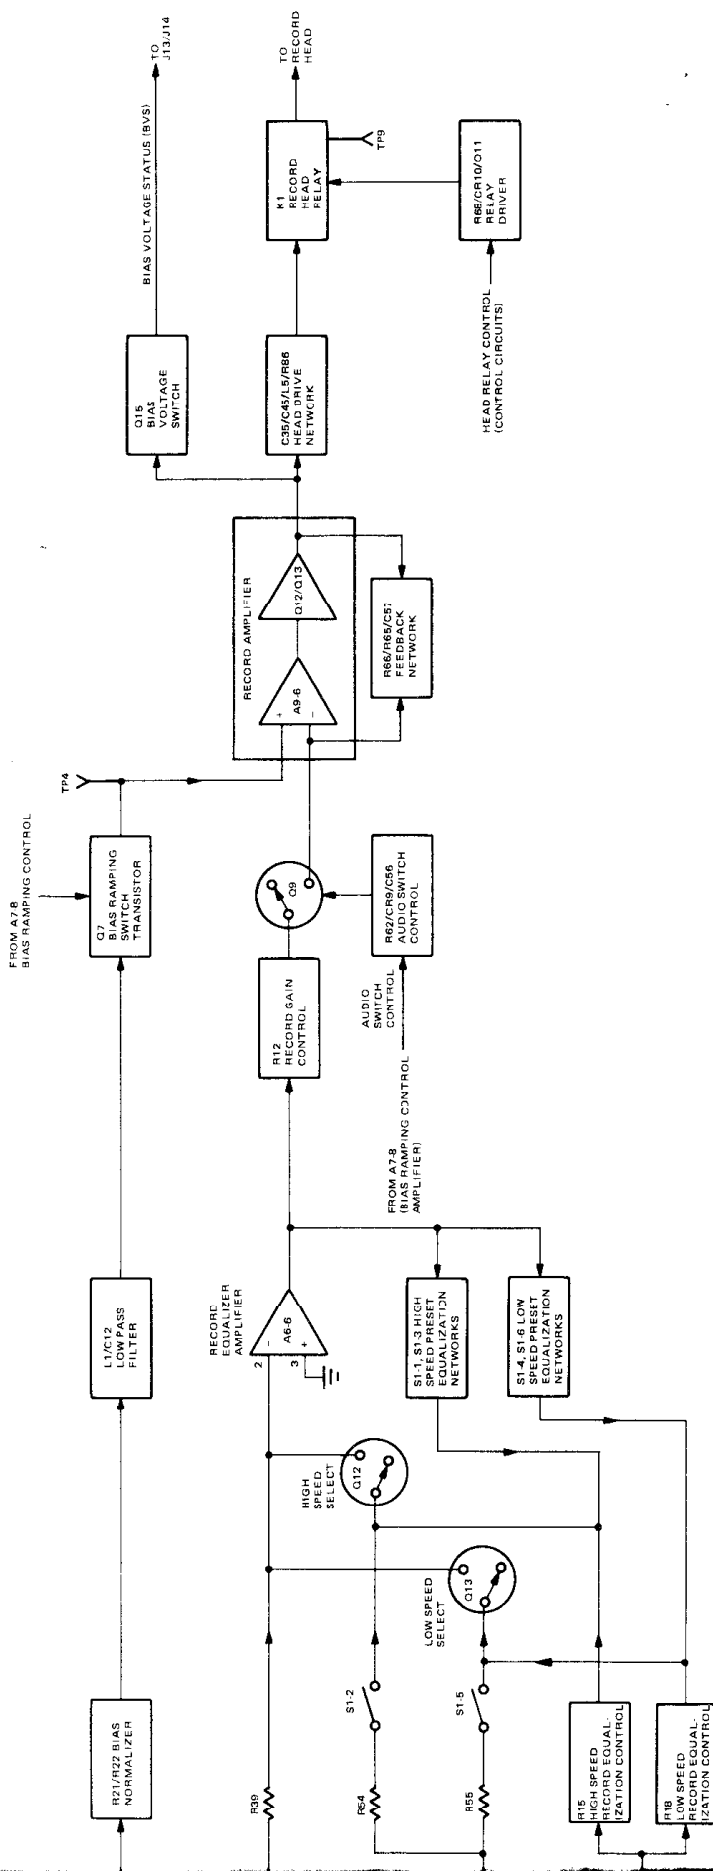 TO
J13/J14
BIAS VOLTAGE STATUS (BVS)
Q15
BIAS
VOLTAGE
SWITCH
TO
RECORD
HEAD
K1
RECORD
HEAD
RELAY
TP9
R68/CR10/Q11
RELAY
DRIVER
HEAD RELAY CONTROL
(CONTROL CIRCUITS)
C35/C45/L5/R86
HEAD DRIVE
NETWORK
RECORD AMPLIFIER
Q12/Q13
A9-6
+
-
R66/R65/C57
FEEDBACK
NETWORK
TP4
FROM A7-8
BIAS RAMPING CONTROL
Q7
BIAS RAMPING
SWITCH
TRANSISTOR
Q9
R62/CR9/C56
AUDIO SWITCH
CONTROL
AUDIO
SWITCH
CONTROL
FROM A7-8
(BIAS RAMPING CONTROL
AMPLIFIER)
R12
RECORD GAIN
CONTROL
L1/C12
LOW PASS
FILTER
RECORD
EQUALIZER
AMPLIFIER
A6-6
2
-
3
+
S1-1, S1-3 HIGH
SPEED PRESET
EQUALIZATION
NETWORKS
S1-4, S1-6 LOW
SPEED PRESET
EQUALIZATION
NETWORKS
HIGH
SPEED
SELECT
Q12
LOW SPEED
SELECT
Q13
R21/R22 BIAS
NORMALIZER
R39
S1-2
R54
S1-5
R55
R15
HIGH SPEED
RECORD EQUAL-
IZATION CONTROL
R18
LOW SPEED
RECORD EQUAL-
IZATION CONTROL